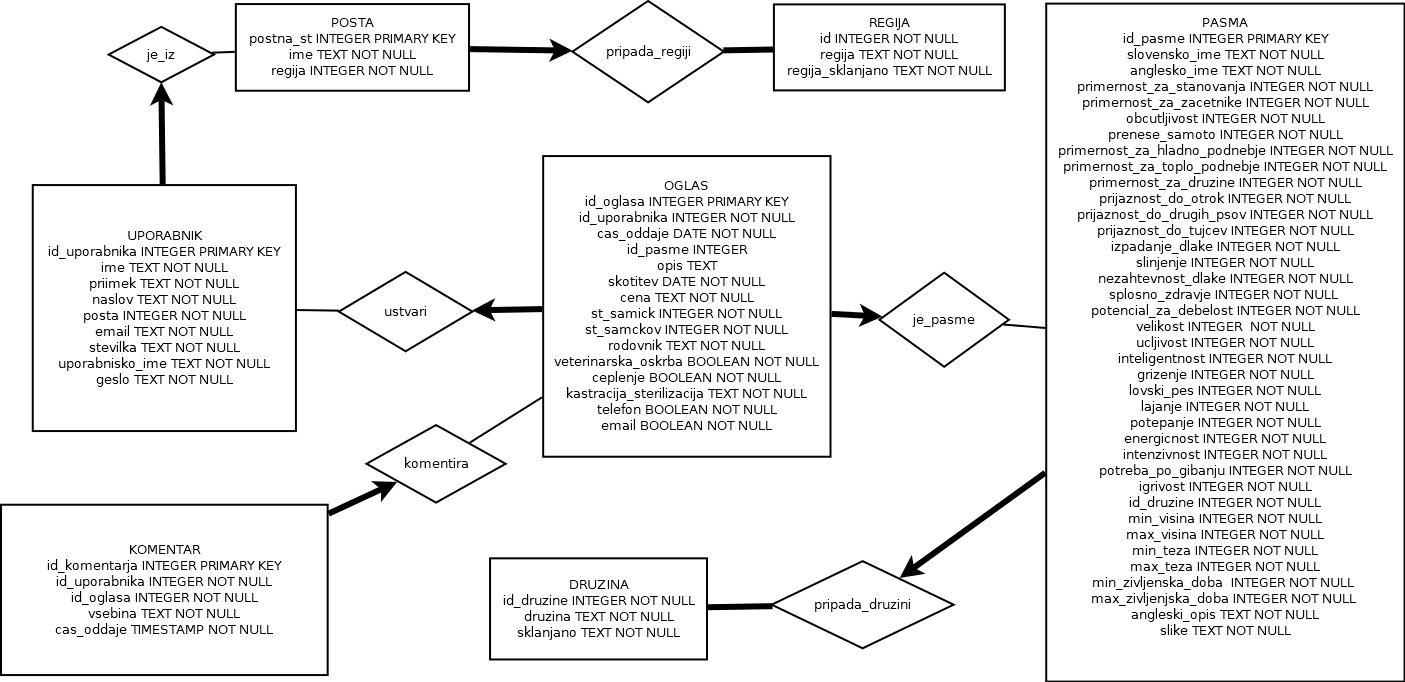 POSTA
postna_st INTEGER PRIMARY KEY
ime TEXT NOT NULL
regija INTEGER NOT NULL
je_iz
pripada_regiji
REGIJA
id INTEGER NOT NULL
regija TEXT NOT NULL
regija_sklanjano TEXT NOT NULL
PASMA
id_pasme INTEGER PRIMARY KEY
slovensko_ime TEXT NOT NULL
anglesko_ime TEXT NOT NULL
primernost_za_stanovanja INTEGER NOT NULL
primernost_za_zacetnike INTEGER NOT NULL
obcutljivost INTEGER NOT NULL
prenese_samoto INTEGER NOT NULL
primernost_za_hladno_podnebje INTEGER NOT NULL
primernost_za_toplo_podnebje INTEGER NOT NULL
primernost_za_druzine INTEGER NOT NULL
prijaznost_do_otrok INTEGER NOT NULL
prijaznost_do_drugih_psov INTEGER NOT NULL
prijaznost_do_tujcev INTEGER NOT NULL
izpadanje_dlake INTEGER NOT NULL
slinjenje INTEGER NOT NULL
nezahtevnost_dlake INTEGER NOT NULL
splosno_zdravje INTEGER NOT NULL
potencial_za_debelost INTEGER NOT NULL
velikost INTEGER  NOT NULL
ucljivost INTEGER NOT NULL
inteligentnost INTEGER NOT NULL
grizenje INTEGER NOT NULL
lovski_pes INTEGER NOT NULL
lajanje INTEGER NOT NULL
potepanje INTEGER NOT NULL
energicnost INTEGER NOT NULL
intenzivnost INTEGER NOT NULL
potreba_po_gibanju INTEGER NOT NULL
igrivost INTEGER NOT NULL
id_druzine INTEGER NOT NULL
min_visina INTEGER NOT NULL
max_visina INTEGER NOT NULL
min_teza INTEGER NOT NULL
max_teza INTEGER NOT NULL
min_zivljenska_doba  INTEGER NOT NULL
max_zivljenjska_doba INTEGER NOT NULL
angleski_opis TEXT NOT NULL
slike TEXT NOT NULL
UPORABNIK
id_uporabnika INTEGER PRIMARY KEY
ime TEXT NOT NULL
priimek TEXT NOT NULL
naslov TEXT NOT NULL
posta INTEGER NOT NULL
email TEXT NOT NULL
stevilka TEXT NOT NULL
uporabnisko_ime TEXT NOT NULL
geslo TEXT NOT NULL
ustvari
OGLAS
id_oglasa INTEGER PRIMARY KEY
id_uporabnika INTEGER NOT NULL
cas_oddaje DATE NOT NULL
id_pasme INTEGER
opis TEXT
skotitev DATE NOT NULL
cena TEXT NOT NULL
st_samick INTEGER NOT NULL
st_samckov INTEGER NOT NULL
rodovnik TEXT NOT NULL
veterinarska_oskrba BOOLEAN NOT NULL
ceplenje BOOLEAN NOT NULL
kastracija_sterilizacija TEXT NOT NULL
telefon BOOLEAN NOT NULL
email BOOLEAN NOT NULL
je_pasme
komentira
KOMENTAR
id_komentarja INTEGER PRIMARY KEY
id_uporabnika INTEGER NOT NULL
id_oglasa INTEGER NOT NULL
vsebina TEXT NOT NULL
cas_oddaje TIMESTAMP NOT NULL
DRUZINA
id_druzine INTEGER NOT NULL
druzina TEXT NOT NULL
sklanjano TEXT NOT NULL
pripada_druzini